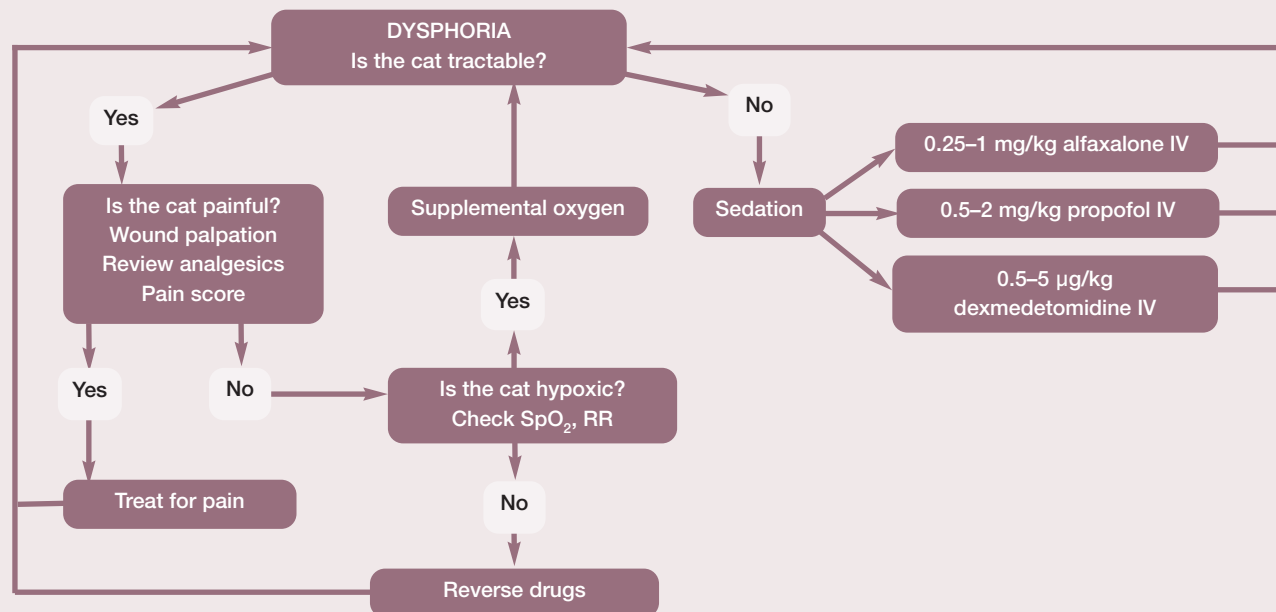 DYSPHORIA
Is the cat tractable?
Yes
No
Is the cat painful?
Wound palpation
Review analgesics
Pain score
Supplemental oxygen
Sedation
0.25–1 mg/kg alfaxalone IV
0.5–2 mg/kg propofol IV
0.5–5 µg/kg
dexmedetomidine IV
Yes
Yes
No
Is the cat hypoxic?
Check SpO₂, RR
Treat for pain
No
Reverse drugs